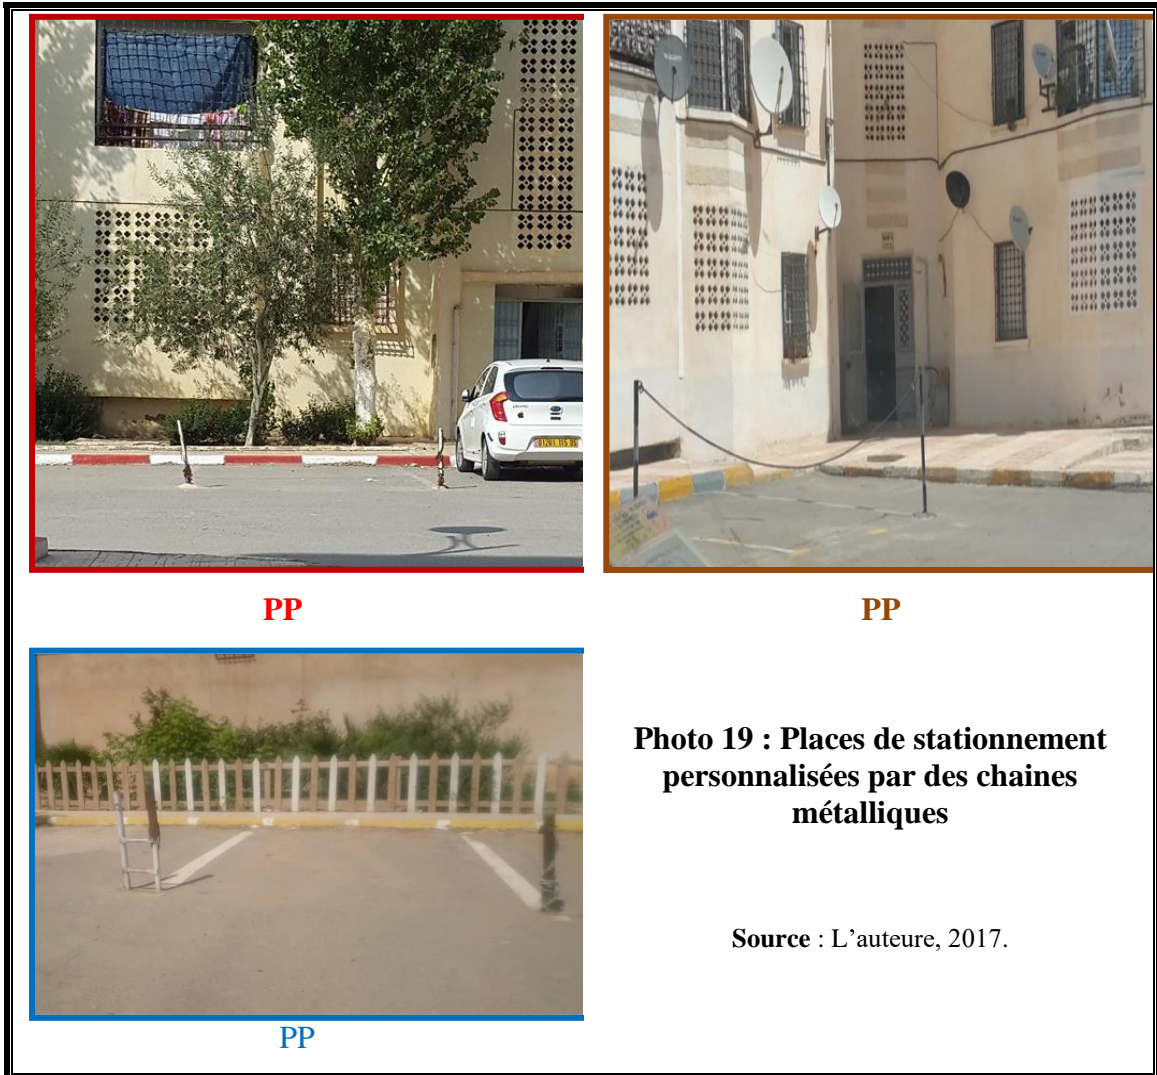 PP
PP
Photo 19 : Places de stationnement
personnalisées par des chaines
métalliques
Source : L’auteure, 2017.
PP